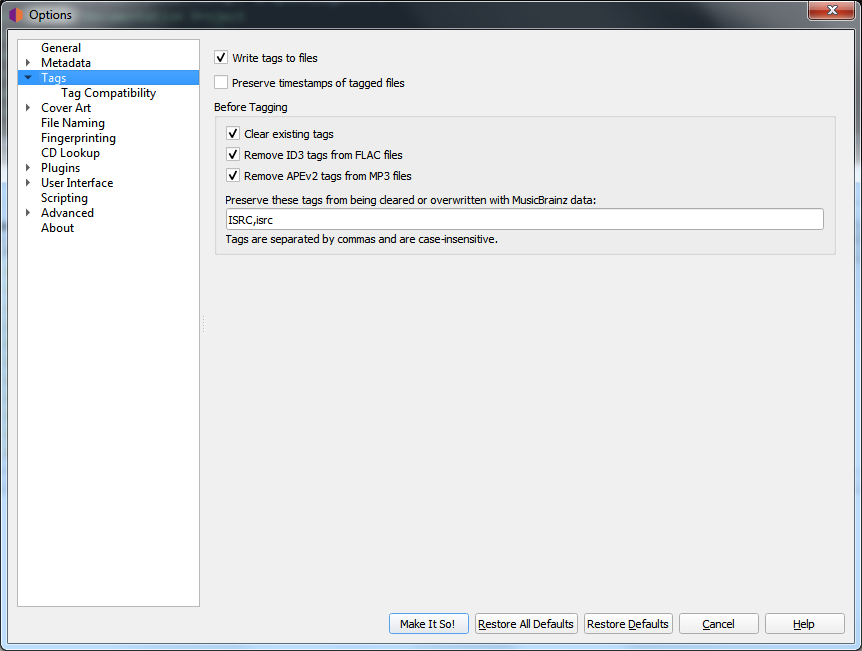 Options
General
Metadata
Tags
Tag Compatibility
Cover Art
File Naming
Fingerprinting
CD Lookup
Plugins
User Interface
Scripting
Advanced
About
Write tags to files
Preserve timestamps of tagged files
Before Tagging
Clear existing tags
Remove ID3 tags from FLAC files
Remove APEv2 tags from MP3 files
Preserve these tags from being cleared or overwritten with MusicBrainz data:
ISRC,isrc
Tags are separated by commas and are case-insensitive.
Make It So!
Restore All Defaults
Restore Defaults
Cancel
Help